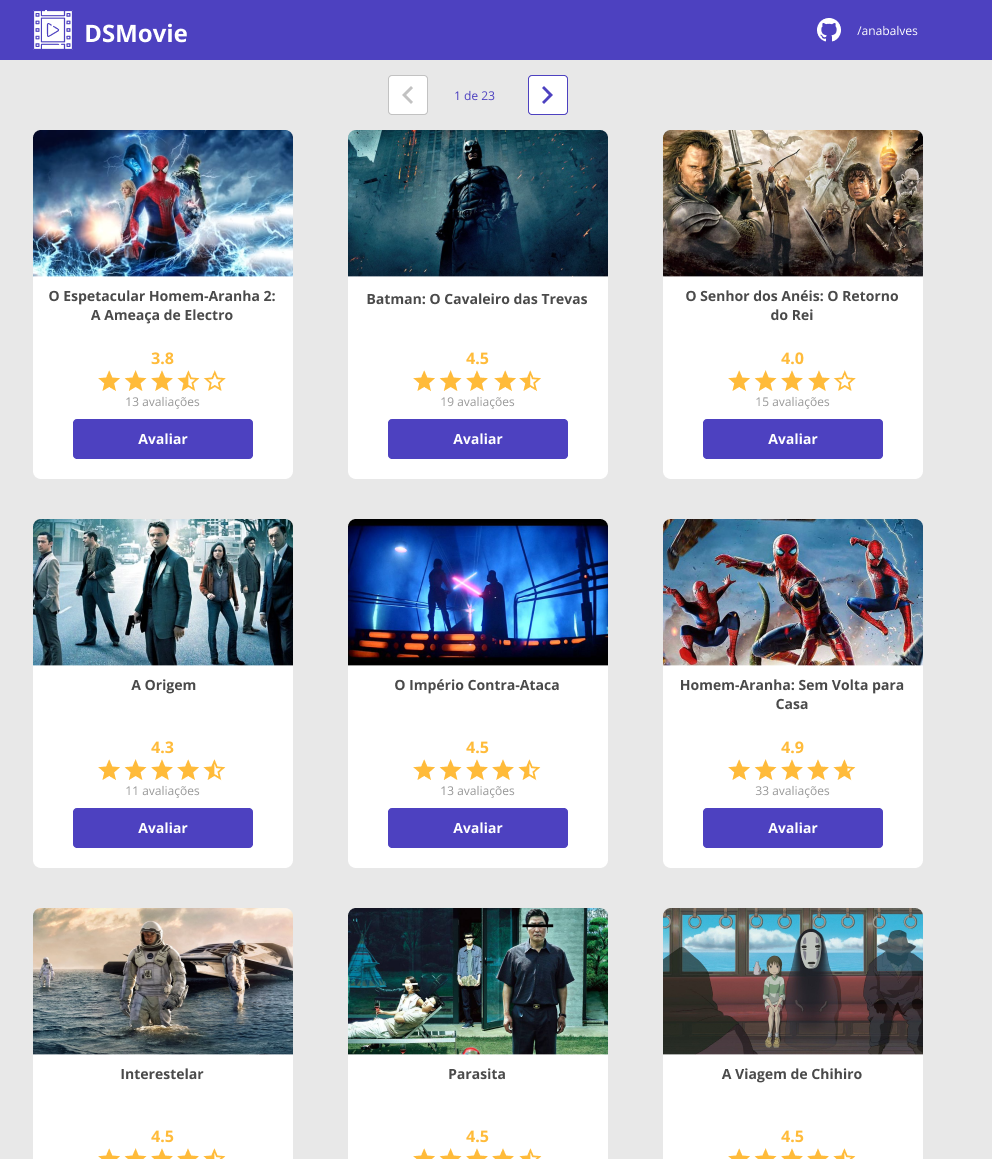 DSMovie
/anabalves
1 de 23
O Espetacular Homem-Aranha 2:
A Ameaça de Electro
3.8
13 avaliações
Avaliar
Batman: O Cavaleiro das Trevas
4.5
19 avaliações
Avaliar
O Senhor dos Anéis: O Retorno
do Rei
4.0
15 avaliações
Avaliar
A Origem
4.3
11 avaliações
Avaliar
O Império Contra-Ataca
4.5
13 avaliações
Avaliar
Homem-Aranha: Sem Volta para
Casa
4.9
33 avaliações
Avaliar
Interestelar
4.5
Parasita
4.5
A Viagem de Chihiro
4.5